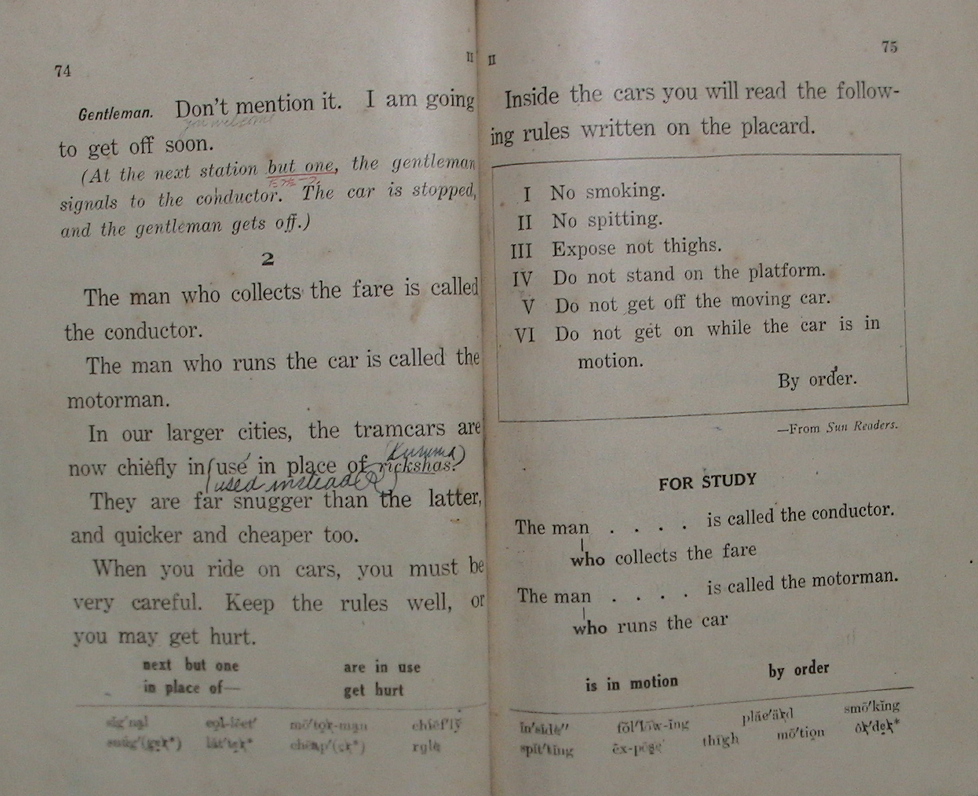 74
II
Gentleman. Don't mention it. I am going
to get off soon.
(At the next station but one, the gentleman
signals to the conductor. The car is stopped,
and the gentleman gets off.)
2
The man who collects the fare is called
the conductor.
The man who runs the car is called the
motorman.
In our larger cities, the tramcars are
(Kuruma)
now chiefly in use in place of rickshas.
(used instead of)
They are far snugger than the latter,
and quicker and cheaper too.
When you ride on cars, you must be
very careful. Keep the rules well, or
you may get hurt.
next but one are in use
in place of— get hurt
II
75
Inside the cars you will read the follow-
ing rules written on the placard.
I No smoking.
II No spitting.
III Expose not thighs.
IV Do not stand on the platform.
V Do not get off the moving car.
VI Do not get on while the car is in
motion.
By order.
—From Sun Readers.
FOR STUDY
The man . . . . is called the conductor.
who collects the fare
The man . . . . is called the motorman.
who runs the car
is in motion by order